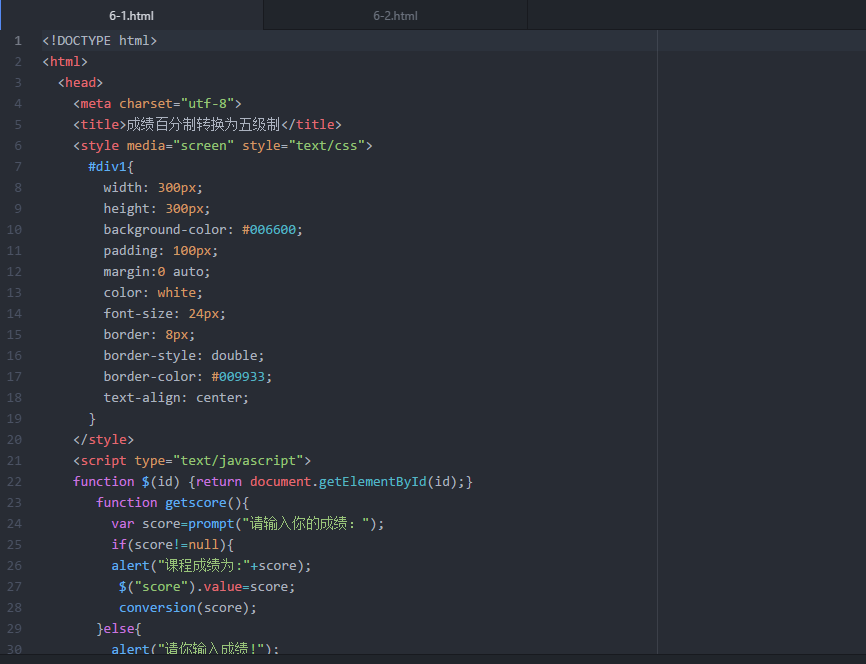 6-1.html
6-2.html
1 <!DOCTYPE html>
2 <html>
3 <head>
4 <meta charset="utf-8">
5 <title>成绩百分制转换为五级制</title>
6 <style media="screen" style="text/css">
7 #div1{
8 width: 300px;
9 height: 300px;
10 background-color: #006600;
11 padding: 100px;
12 margin:0 auto;
13 color: white;
14 font-size: 24px;
15 border: 8px;
16 border-style: double;
17 border-color: #009933;
18 text-align: center;
19 }
20 </style>
21 <script type="text/javascript">
22 function $(id) {return document.getElementById(id);}
23 function getscore(){
24 var score=prompt("请输入你的成绩：");
25 if(score!=null){
26 alert("课程成绩为:"+score);
27 $("score").value=score;
28 conversion(score);
29 }else{
30 alert("请你输入成绩!");